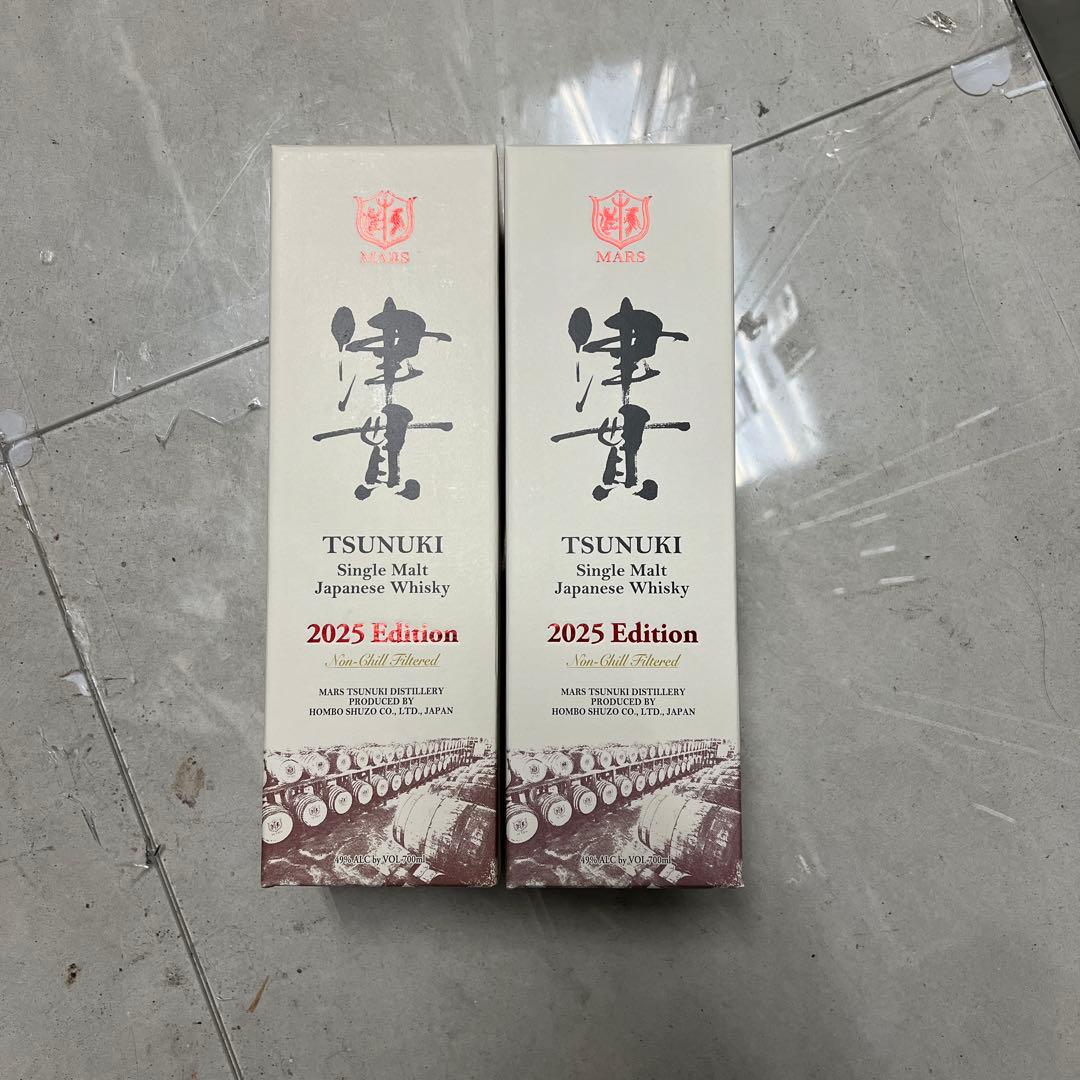 MARS
津
貫
TSUNUKI
Single Malt
Japanese Whisky
2025 Edition
Non-Chill Filtered
MARS TSUNUKI DISTILLERY
PRODUCED BY
HOMBO SHUZO CO., LTD., JAPAN
49% ALC by VOL 700ml
MARS
津
貫
TSUNUKI
Single Malt
Japanese Whisky
2025 Edition
Non-Chill Filtered
MARS TSUNUKI DISTILLERY
PRODUCED BY
HOMBO SHUZO CO., LTD., JAPAN
49% ALC by VOL 700ml